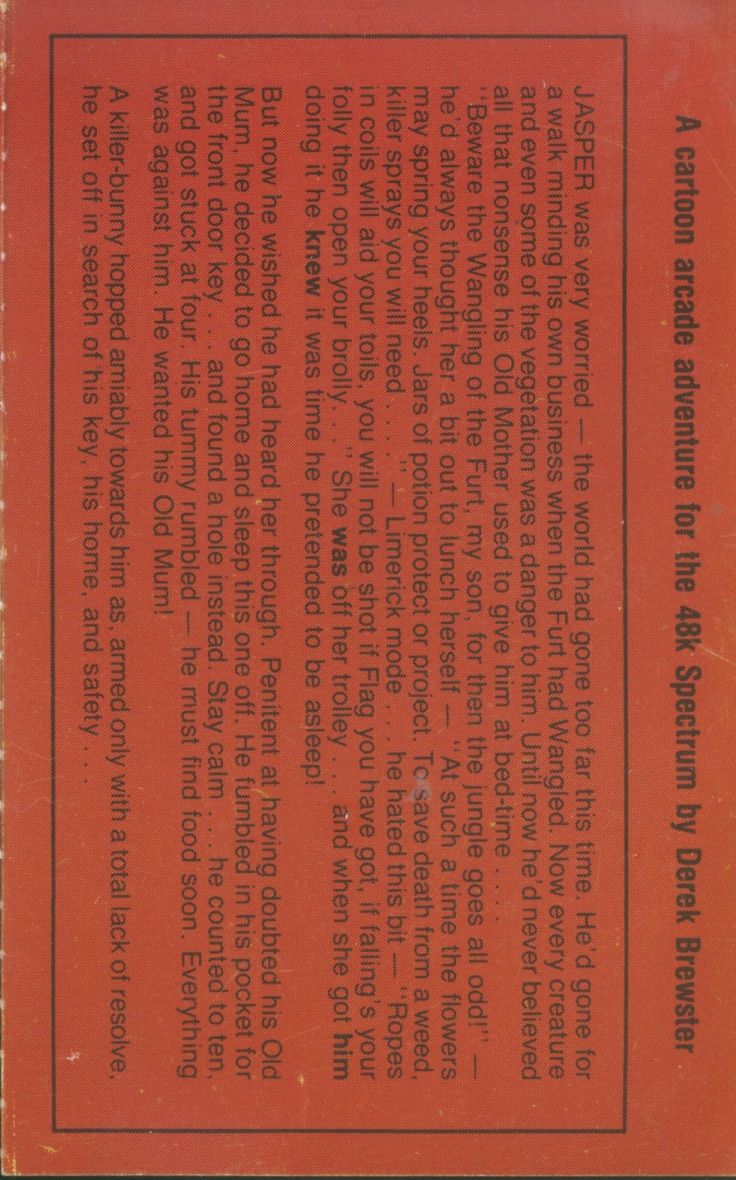 A cartoon arcade adventure for the 48k Spectrum by Derek Brewster
JASPER was very worried — the world had gone too far this time. He'd gone for
a walk minding his own business when the Furt had Wangled. Now every creature
and even some of the vegetation was a danger to him. Until now he'd never believed
all that nonsense his Old Mother used to give him at bed-time . . . .
"Beware the Wangling of the Furt, my son, for then the jungle goes all odd!" —
he'd always thought her a bit out to lunch herself — "At such a time the flowers
may spring your heels. Jars of potion protect or project. To save death from a weed,
killer sprays you will need . . . ." — Limerick mode . . . he hated this bit — "Ropes
in coils will aid your toils, you will not be shot if Flag you have got, if falling's your
folly then open your brolly. . ." She was off her trolley . . . and when she got him
doing it he knew it was time he pretended to be asleep!
But now he wished he had heard her through. Penitent at having doubted his Old
Mum, he decided to go home and sleep this one off. He fumbled in his pocket for
the front door key . . . and found a hole instead. Stay calm . . . he counted to ten,
and got stuck at four. His tummy rumbled — he must find food soon. Everything
was against him. He wanted his Old Mum!
A killer-bunny hopped amiably towards him as, armed only with a total lack of resolve,
he set off in search of his key, his home, and safety . . .